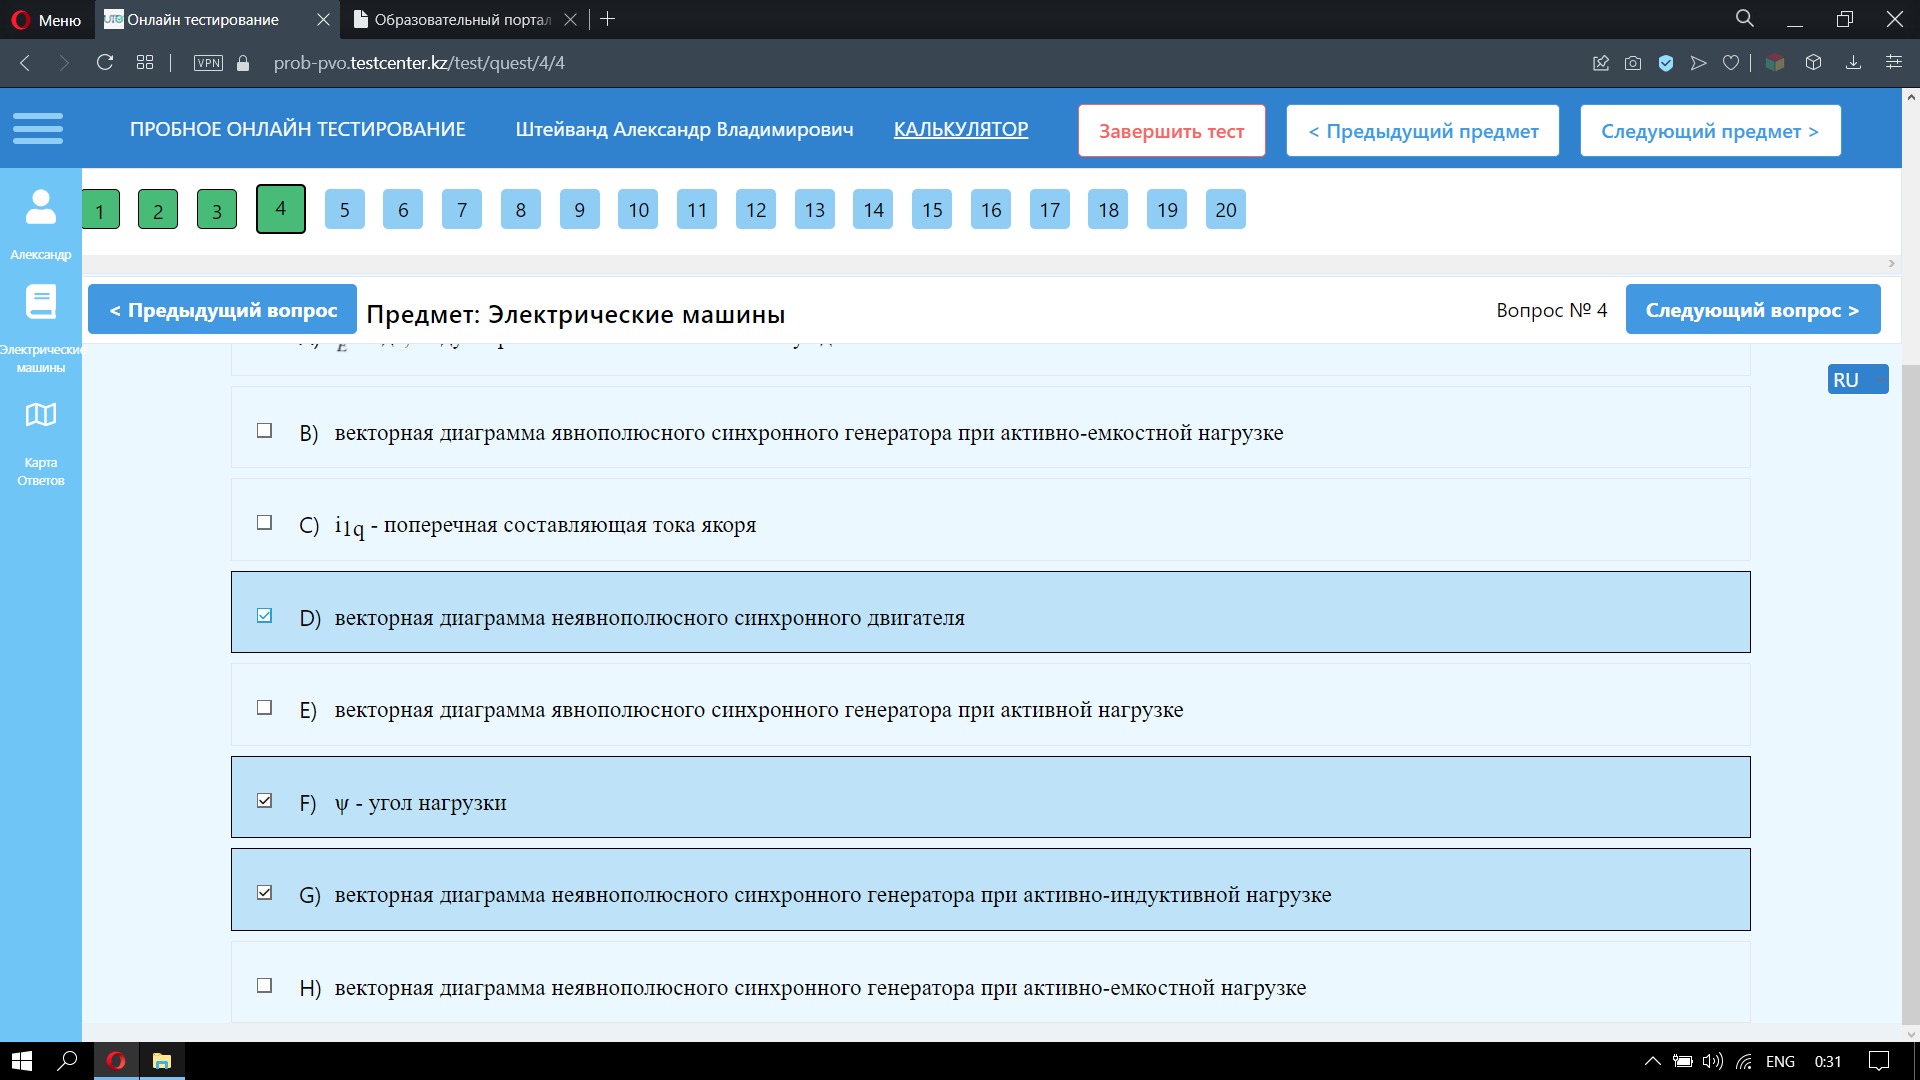 Меню
Онлайн тестирование
Образовательный портал
VPN
prob-pvo.testcenter.kz/test/quest/4/4
ПРОБНОЕ ОНЛАЙН ТЕСТИРОВАНИЕ
Штейванд Александр Владимирович
КАЛЬКУЛЯТОР
Завершить тест
< Предыдущий предмет
Следующий предмет >
1 2 3 4 5 6 7 8 9 10 11 12 13 14 15 16 17 18 19 20
Александр
Электрические
машины
Карта
Ответов
< Предыдущий вопрос
Предмет: Электрические машины
Вопрос № 4
Следующий вопрос >
RU
B) векторная диаграмма явнополюсного синхронного генератора при активно-емкостной нагрузке
C) i1q - поперечная составляющая тока якоря
D) векторная диаграмма неявнополюсного синхронного двигателя
E) векторная диаграмма явнополюсного синхронного генератора при активной нагрузке
F) ψ - угол нагрузки
G) векторная диаграмма неявнополюсного синхронного генератора при активно-индуктивной нагрузке
H) векторная диаграмма неявнополюсного синхронного генератора при активно-емкостной нагрузке
ENG
0:31